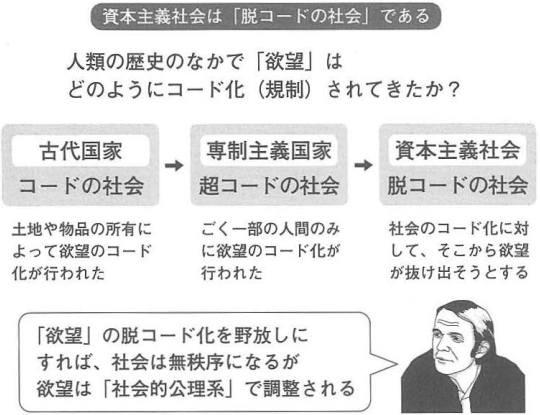 資本主義社会は「脱コードの社会」である
人類の歴史のなかで「欲望」は
どのようにコード化（規制）されてきたか？
古代国家
コードの社会
土地や物品の所有に
よって欲望のコード
化が行われた
専制主義国家
超コードの社会
ごく一部の人間のみ
に欲望のコード化が
行われた
資本主義社会
脱コードの社会
社会のコード化に対
して、そこから欲望
が抜け出そうとする
「欲望」の脱コード化を野放しに
すれば、社会は無秩序になるが
欲望は「社会的公理系」で調整される